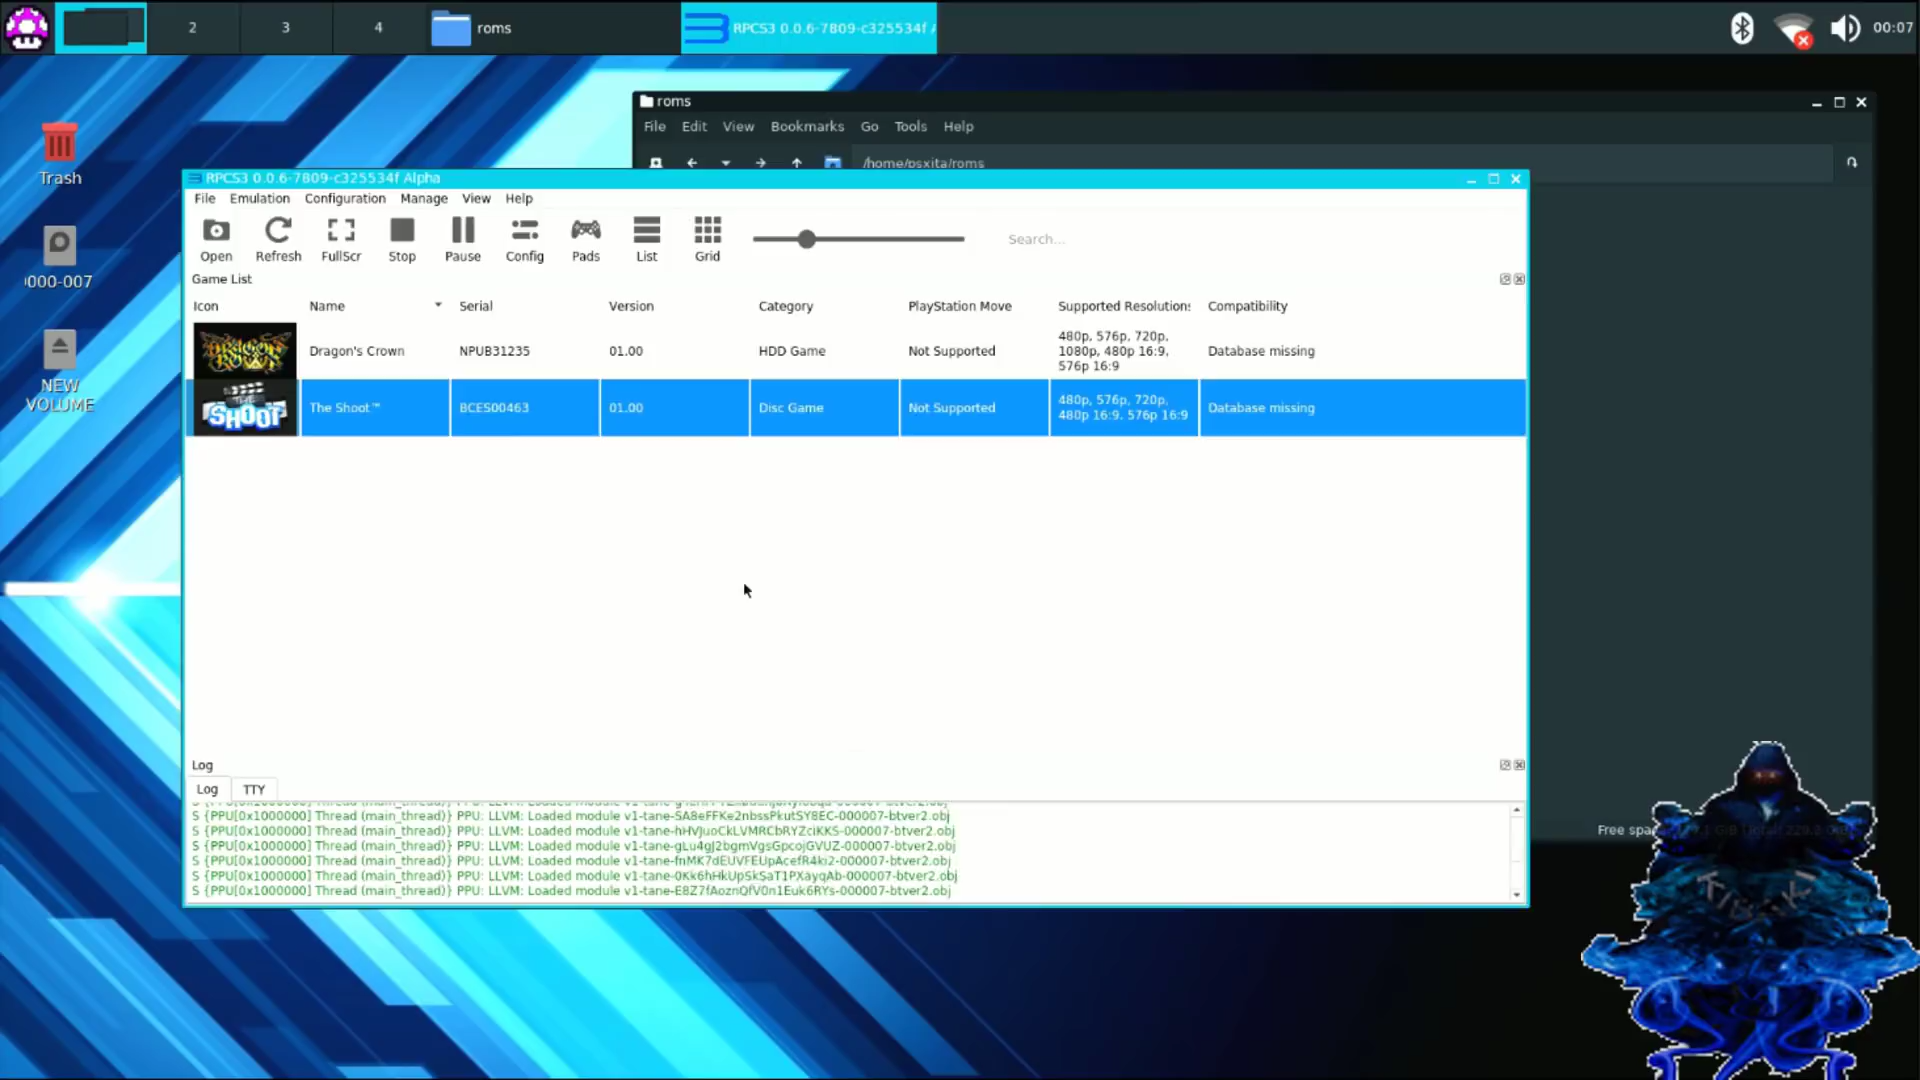 2
3
4
roms
RPCS3 0.0.6-7809-c325534f A
00:07
Trash
000-007
NEW
VOLUME
roms
File Edit View Bookmarks Go Tools Help
/home/psxita/roms
RPCS3 0.0.6-7809-c325534f Alpha
File Emulation Configuration Manage View Help
Open Refresh FullScr Stop Pause Config Pads List Grid
Search...
Game List
Icon Name Serial Version Category PlayStation Move Supported Resolutions Compatibility
Dragon's Crown NPUB31235 01.00 HDD Game Not Supported 480p, 576p, 720p, 1080p, 480p 16:9, 576p 16:9 Database missing
THE SHOOT
The Shoot™ BCES00463 01.00 Disc Game Not Supported 480p, 576p, 720p, 480p 16:9, 576p 16:9 Database missing
Log
Log TTY
S {PPU[0x1000000] Thread (main_thread)} PPU: LLVM: Loaded module
S {PPU[0x1000000] Thread (main_thread)} PPU: LLVM: Loaded module v1-tane-SA8eFFKe2nbssPkutSY8EC-000007-btver2.obj
S {PPU[0x1000000] Thread (main_thread)} PPU: LLVM: Loaded module v1-tane-hHVJuoCkLVMRCbRYZciKKS-000007-btver2.obj
S {PPU[0x1000000] Thread (main_thread)} PPU: LLVM: Loaded module v1-tane-gLu4gJ2bgmVgsGpcojGVUZ-000007-btver2.obj
S {PPU[0x1000000] Thread (main_thread)} PPU: LLVM: Loaded module v1-tane-fnMK7dEUVFEUpAcefR4ki2-000007-btver2.obj
S {PPU[0x1000000] Thread (main_thread)} PPU: LLVM: Loaded module v1-tane-0Kk6hHkUpSkSaT1PXayqAb-000007-btver2.obj
S {PPU[0x1000000] Thread (main_thread)} PPU: LLVM: Loaded module v1-tane-E8Z7fAoznQfV0n1Euk6RYs-000007-btver2.obj
Free